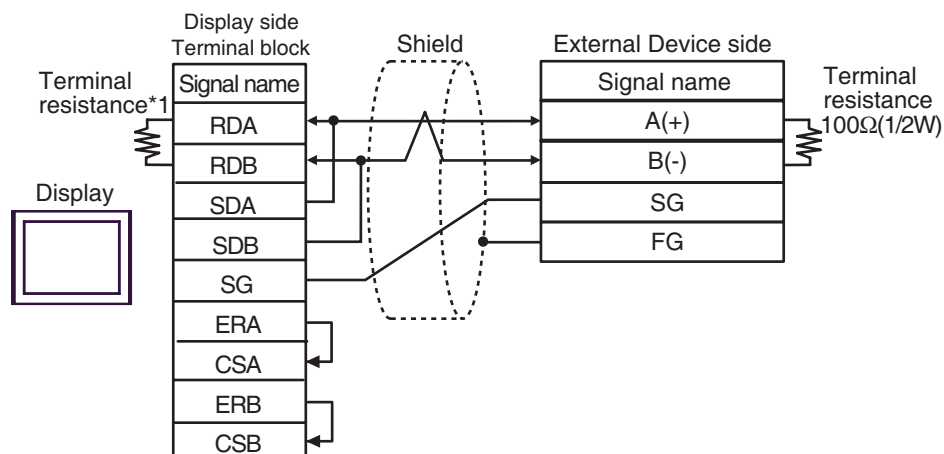 Display side
Terminal block
Shield
External Device side
Terminal
resistance*1
Signal name
Signal name
Terminal
resistance
100Ω(1/2W)
RDA
A(+)
RDB
B(-)
Display
SDA
SG
SDB
FG
SG
ERA
CSA
ERB
CSB